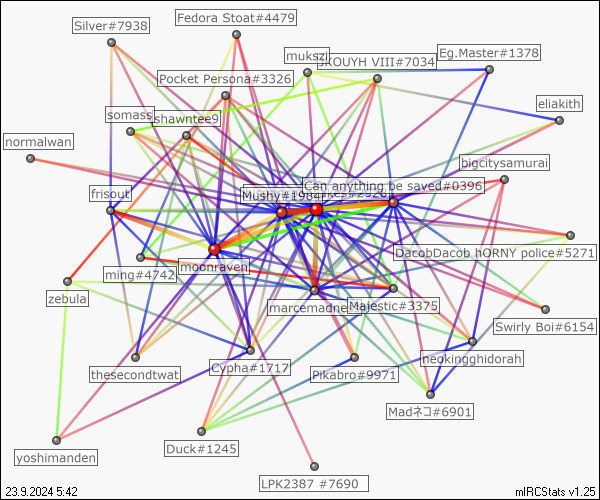 Fedora Stoat#4479
Silver#7938
Eg.Master#1378
mukszi
JKOUYH VIII#7034
Pocket Persona#3326
eliakith
somass
shawntee9
normalwan
bigcitysamurai
Can anything be saved#0396
frisout
Mushy#1984
DacobDacob hORNY police#5271
moonraven
ming#4742
zebula
marcemadne
Majestic#3375
Swirly Boi#6154
neokingghidorah
thesecondtwat
Cypha#1717
Pikabro#9971
Madネコ#6901
Duck#1245
yoshimanden
LPK2387 #7690
23.9.2024 5:42
mIRCStats v1.25